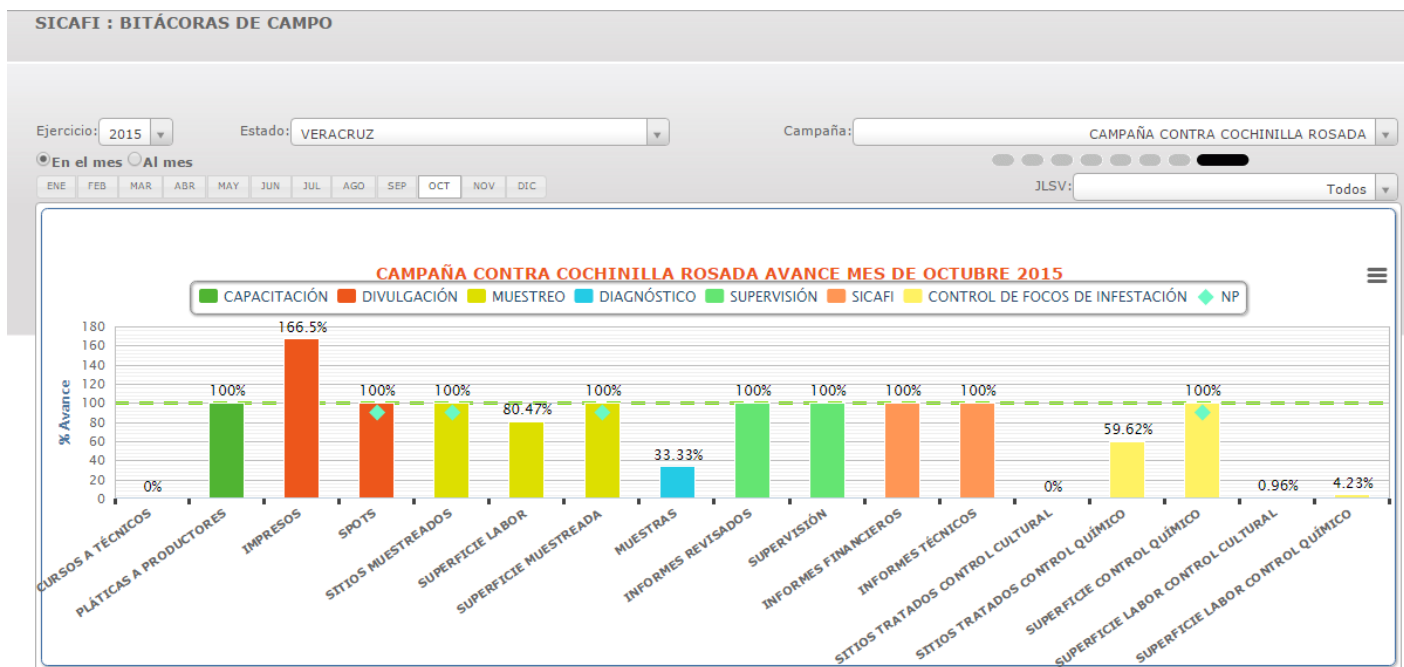 SICAFI : BITÁCORAS DE CAMPO
Ejercicio: 2015 Estado: VERACRUZ Campaña: CAMPAÑA CONTRA COCHINILLA ROSADA
En el mes Al mes
ENE FEB MAR ABR MAY JUN JUL AGO SEP OCT NOV DIC JLSV: Todos
CAMPAÑA CONTRA COCHINILLA ROSADA AVANCE MES DE OCTUBRE 2015
CAPACITACIÓN DIVULGACIÓN MUESTREO DIAGNÓSTICO SUPERVISIÓN SICAFI CONTROL DE FOCOS DE INFESTACIÓN NP
% Avance
180
160
140
120
100
80
60
40
20
0
0%
100%
166.5%
100%
100%
80.47%
100%
33.33%
100%
100%
100%
100%
0%
59.62%
100%
0.96%
4.23%
CURSOS A TÉCNICOS
PLÁTICAS A PRODUCTORES
IMPRESOS
SPOTS
SITIOS MUESTREADOS
SUPERFICIE LABOR
SUPERFICIE MUESTREADA
MUESTRAS
INFORMES REVISADOS
SUPERVISIÓN
INFORMES FINANCIEROS
INFORMES TÉCNICOS
SITIOS TRATADOS CONTROL CULTURAL
SITIOS TRATADOS CONTROL QUÍMICO
SUPERFICIE CONTROL QUÍMICO
SUPERFICIE LABOR CONTROL CULTURAL
SUPERFICIE LABOR CONTROL QUÍMICO